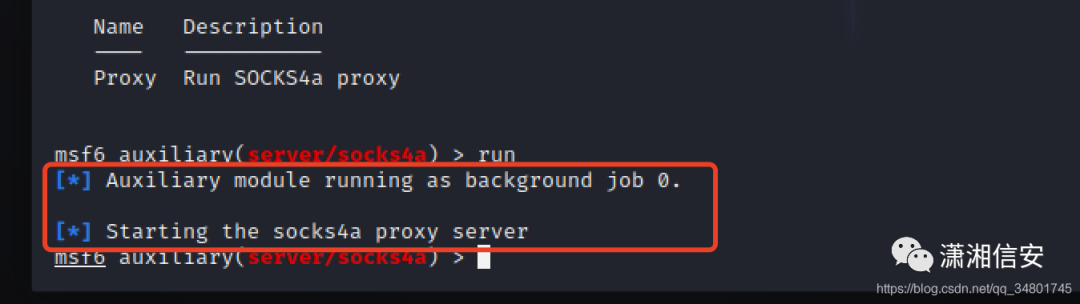 Name Description
Proxy Run SOCKS4a proxy
msf6 auxiliary(server/socks4a) > run
[*] Auxiliary module running as background job 0.
[*] Starting the socks4a proxy server
msf6 auxiliary(server/socks4a) >
潇湘信安
https://blog.csdn.net/qq_34801745